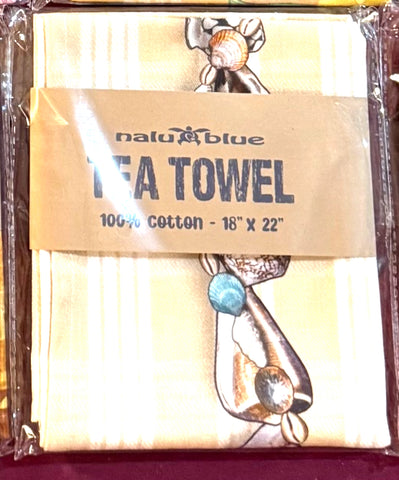 nalu blue
TEA TOWEL
100% cotton - 18" X 22"